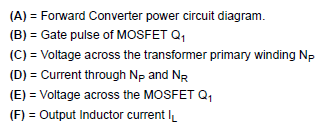 (A) = Forward Converter power circuit diagram.
(B) = Gate pulse of MOSFET Q1
(C) = Voltage across the transformer primary winding NP
(D) = Current through NP and NR
(E) = Voltage across the MOSFET Q1
(F) = Output Inductor current IL